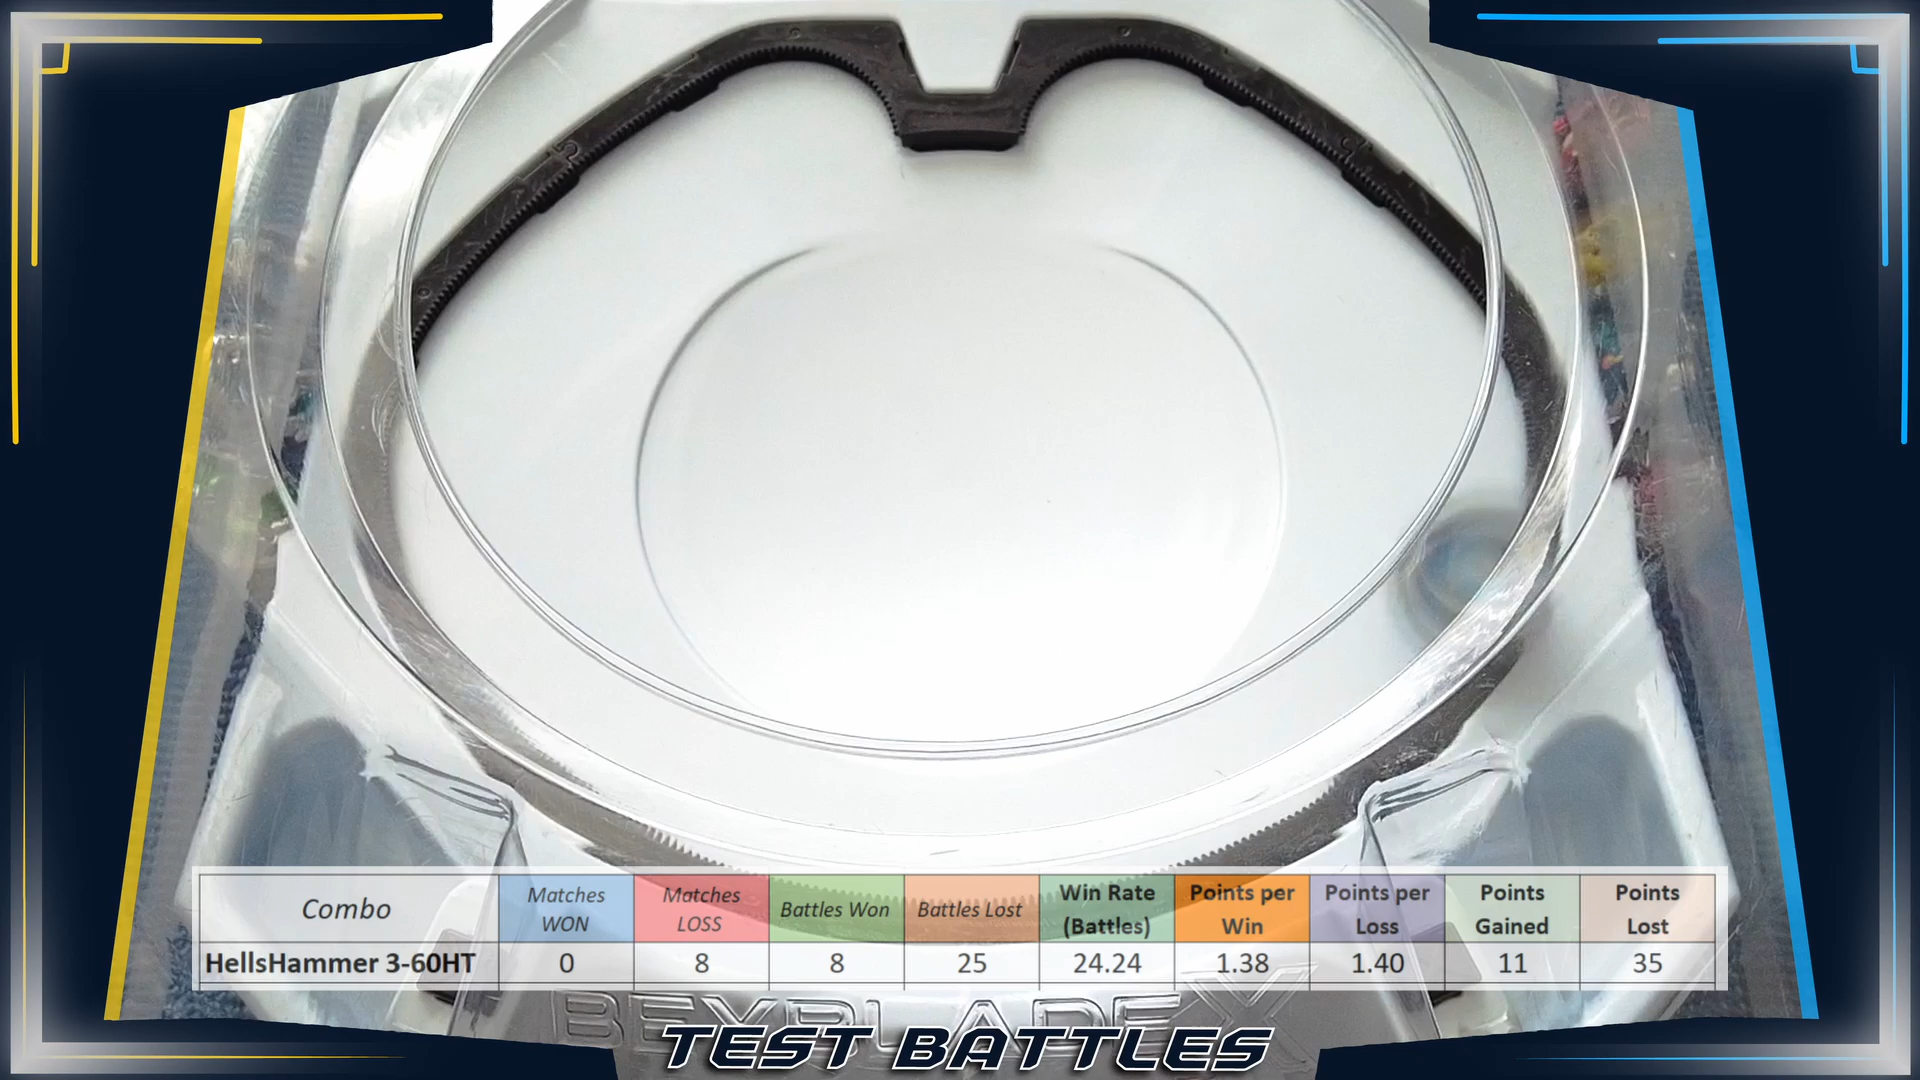 Combo
Matches WON
Matches LOSS
Battles Won
Battles Lost
Win Rate (Battles)
Points per Win
Points per Loss
Points Gained
Points Lost
HellsHammer 3-60HT 0 8 8 25 24.24 1.38 1.40 11 35
BEYBLADE X
TEST BATTLES